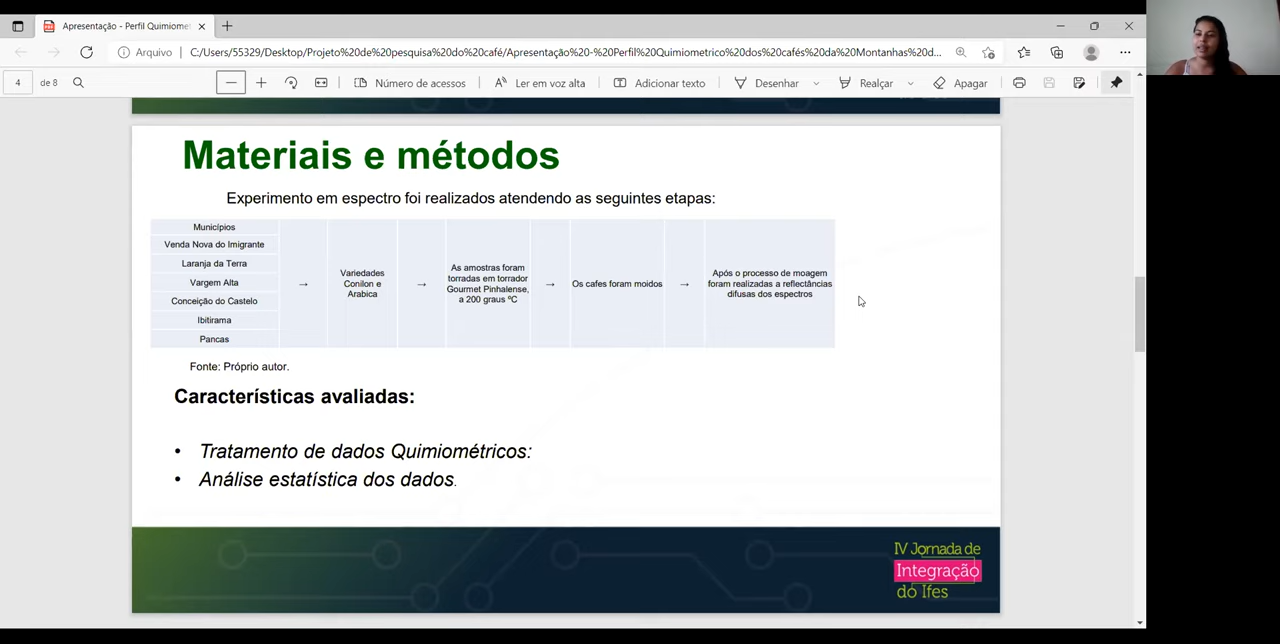 Apresentação - Perfil Quimiomet
Arquivo
C:/Users/55329/Desktop/Projeto%20de%20pesquisa%20do%20café/Apresentação%20-%20Perfil%20Quimiometrico%20dos%20cafés%20da%20Montanhas%20d...
4
de 8
Número de acessos
Ler em voz alta
Adicionar texto
Desenhar
Realçar
Apagar
Materiais e métodos
Experimento em espectro foi realizados atendendo as seguintes etapas:
Municípios
Venda Nova do Imigrante
Laranja da Terra
Vargem Alta
Conceição do Castelo
Ibitirama
Pancas
→
Variedades
Conilon e
Arabica
→
As amostras foram
torradas em torrador
Gourmet Pinhalense,
a 200 graus ºC
→
Os cafes foram moidos
→
Após o processo de moagem
foram realizadas a reflectâncias
difusas dos espectros
Fonte: Próprio autor.
Características avaliadas:
• Tratamento de dados Quimiométricos:
• Análise estatística dos dados.
IV Jornada de
Integração
do Ifes